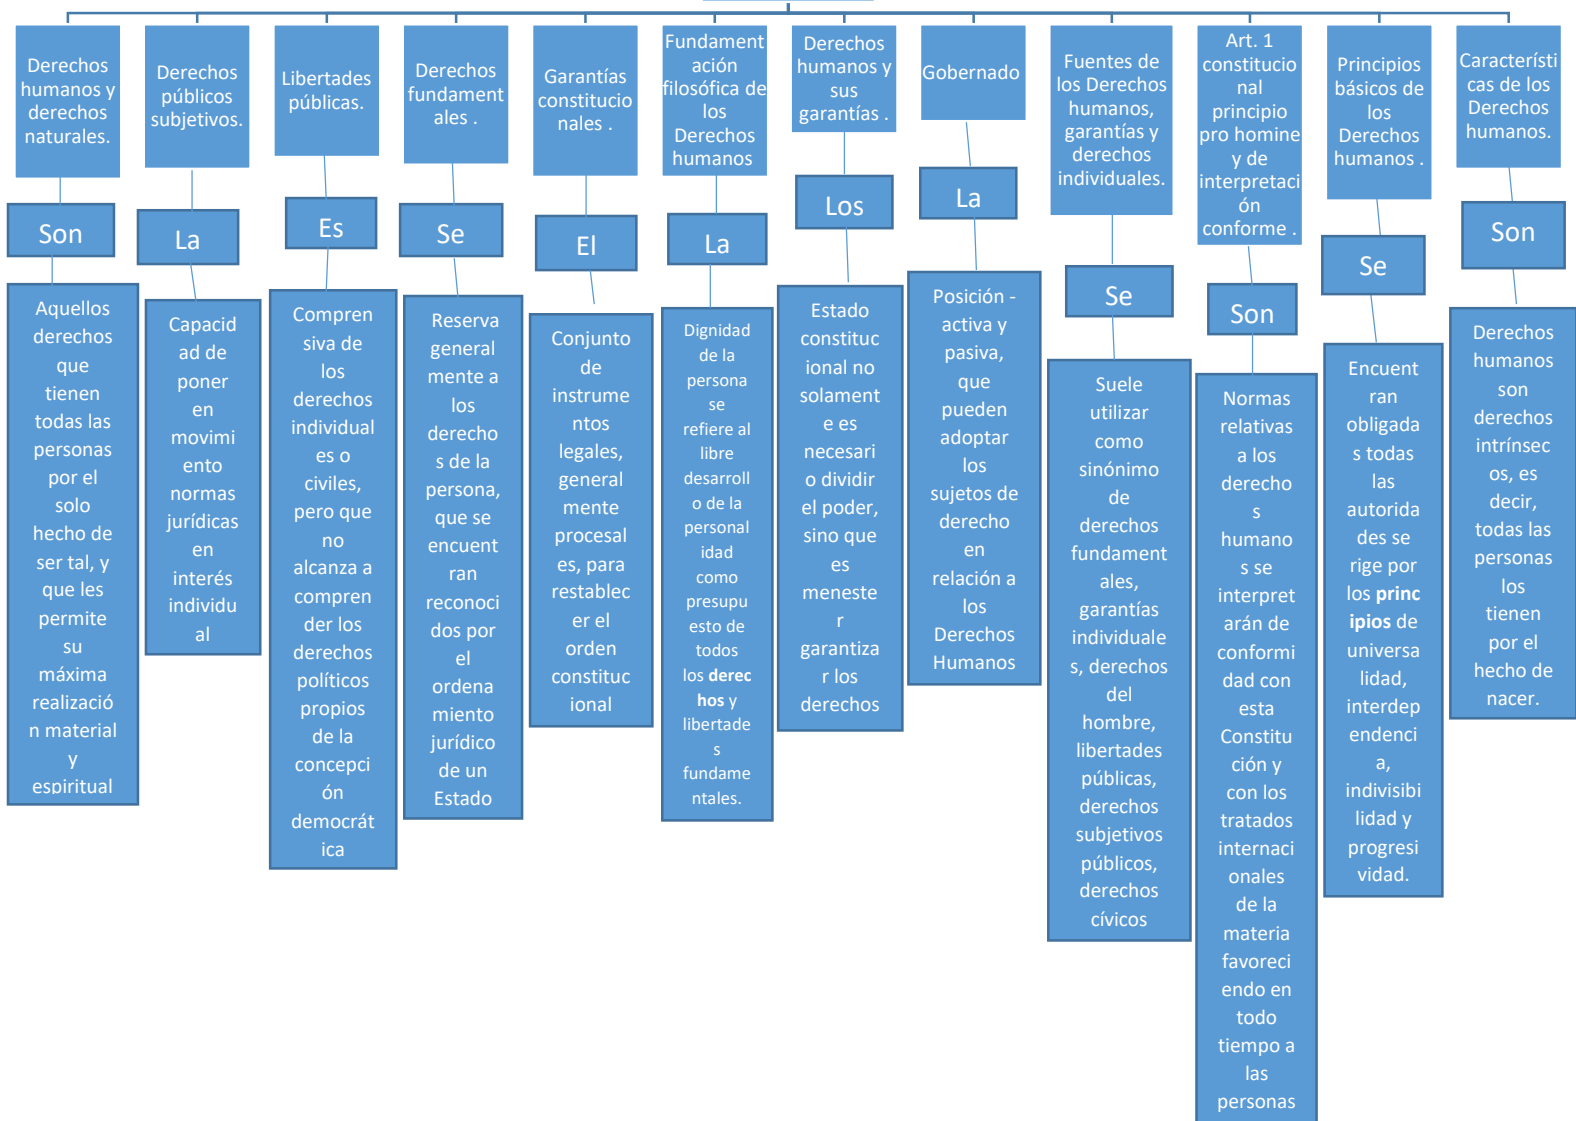 Derechos
humanos y
derechos
naturales.
Son
Aquellos
derechos
que
tienen
todas las
personas
por el
solo
hecho de
ser tal, y
que les
permite
su
máxima
realizació
n material
y
espiritual
Derechos
públicos
subjetivos.
La
Capacid
ad de
poner
en
movimi
ento
normas
jurídicas
en
interés
individu
al
Libertades
públicas.
Es
Compren
siva de
los
derechos
individual
es o
civiles,
pero que
no
alcanza a
compren
der los
derechos
políticos
propios
de la
concepci
ón
democrát
ica
Derechos
fundament
ales .
Se
Reserva
general
mente a
los
derecho
s de la
persona,
que se
encuent
ran
reconoci
dos por
el
ordena
miento
jurídico
de un
Estado
Garantías
constitucio
nales .
El
Conjunto
de
instrume
ntos
legales,
general
mente
procesal
es, para
restablec
er el
orden
constituc
ional
Fundament
ación
filosófica de
los
Derechos
humanos
La
Dignidad
de la
persona
se
refiere al
libre
desarroll
o de la
personal
idad
como
presupu
esto de
todos
los derec
hos y
libertade
s
fundame
ntales.
Derechos
humanos y
sus
garantías .
Los
Estado
constituc
ional no
solament
e es
necesari
o dividir
el poder,
sino que
es
meneste
r
garantiza
r los
derechos
Gobernado
La
Posición -
activa y
pasiva,
que
pueden
adoptar
los
sujetos de
derecho
en
relación a
los
Derechos
Humanos
Fuentes de
los Derechos
humanos,
garantías y
derechos
individuales.
Se
Suele
utilizar
como
sinónimo
de
derechos
fundament
ales,
garantías
individuale
s, derechos
del
hombre,
libertades
públicas,
derechos
subjetivos
públicos,
derechos
cívicos
Art. 1
constitucio
nal
principio
pro homine
y de
interpretaci
ón
conforme .
Son
Normas
relativas
a los
derecho
s
humano
s se
interpret
arán de
conformi
dad con
esta
Constitu
ción y
con los
tratados
internaci
onales
de la
materia
favoreci
endo en
todo
tiempo a
las
personas
Principios
básicos de
los
Derechos
humanos .
Se
Encuent
ran
obligada
s todas
las
autorida
des se
rige por
los princ
ipios de
universa
lidad,
interdep
endenci
a,
indivisibi
lidad y
progresi
vidad.
Característi
cas de los
Derechos
humanos.
Son
Derechos
humanos
son
derechos
intrínsec
os, es
decir,
todas las
personas
los
tienen
por el
hecho de
nacer.